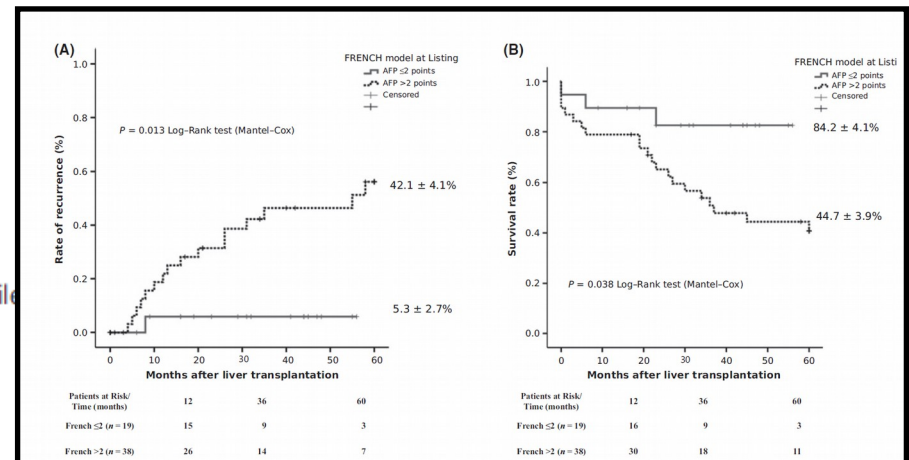 (A)
FRENCH model at Listing
AFP ≤2 points
AFP >2 points
Censored
P = 0.013 Log–Rank test (Mantel–Cox)
Rate of recurrence (%)
1.0
0.8
0.6
0.4
0.2
0.0
42.1 ± 4.1%
5.3 ± 2.7%
0 10 20 30 40 50 60
Months after liver transplantation
Patients at Risk/
Time (months) 12 36 60
French ≤2 (n = 19) 15 9 3
French >2 (n = 38) 26 14 7
(B)
FRENCH model at Listi
AFP ≤2 points
AFP >2 points
Censored
Survival rate (%)
1.0
0.8
0.6
0.4
0.2
0.0
84.2 ± 4.1%
44.7 ± 3.9%
P = 0.038 Log–Rank test (Mantel–Cox)
0 10 20 30 40 50 60
Months after liver transplantation
Patients at Risk/
Time (months) 12 36 60
French ≤2 (n = 19) 16 9 3
French >2 (n = 38) 30 18 11